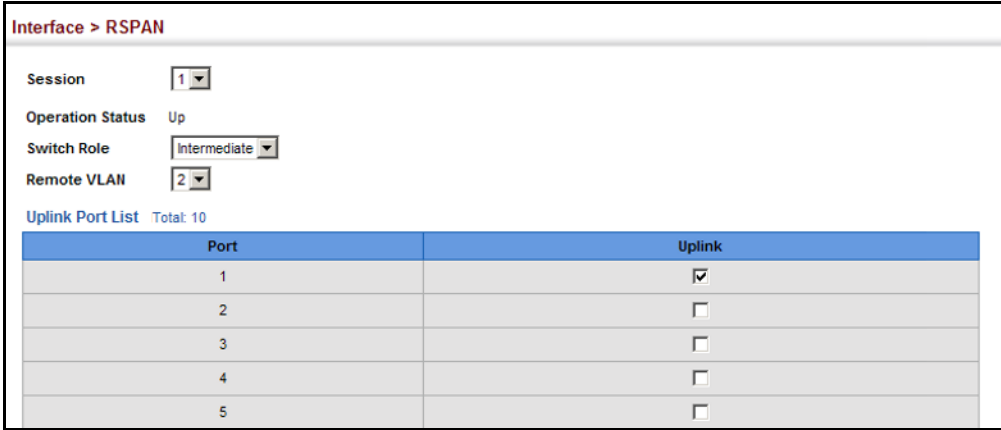 Interface > RSPAN
Session 1
Operation Status Up
Switch Role Intermediate
Remote VLAN 2
Uplink Port List Total: 10
Port Uplink
1
2
3
4
5